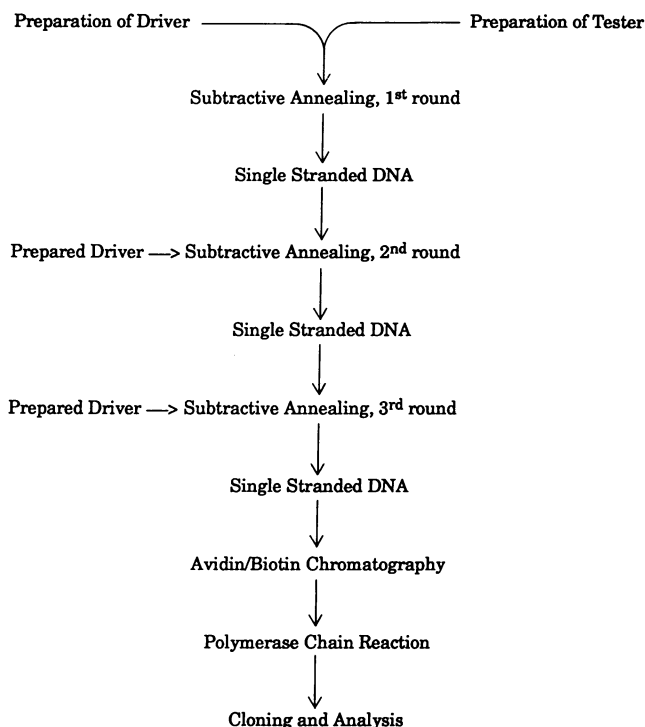 Preparation of Driver Preparation of Tester
Subtractive Annealing, 1st round
Single Stranded DNA
Prepared Driver —> Subtractive Annealing, 2nd round
Single Stranded DNA
Prepared Driver —> Subtractive Annealing, 3rd round
Single Stranded DNA
Avidin/Biotin Chromatography
Polymerase Chain Reaction
Cloning and Analysis